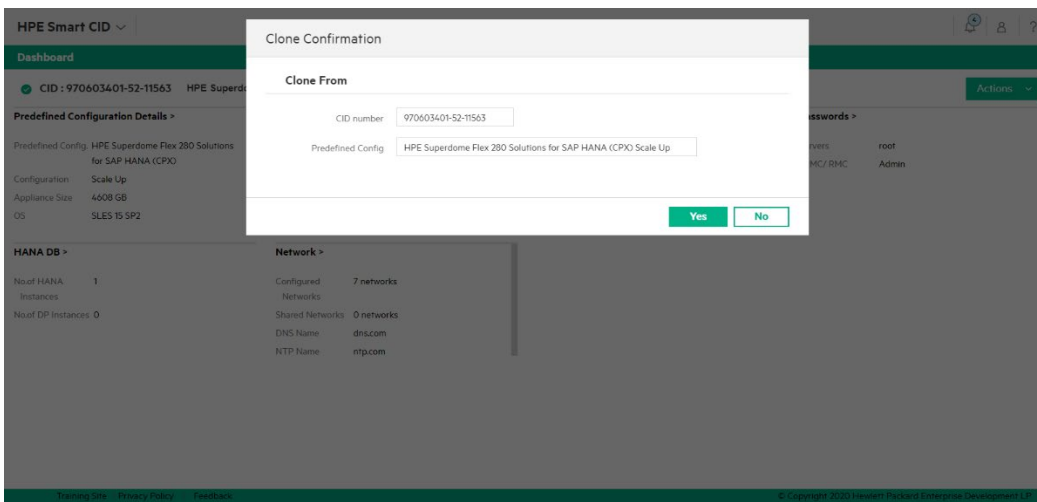 HPE Smart CID
4
?
Dashboard
CID : 970603401-52-11563 HPE Superdo
Actions
Clone Confirmation
Clone From
CID number 970603401-52-11563
Predefined Config HPE Superdome Flex 280 Solutions for SAP HANA (CPX) Scale Up
Yes No
Predefined Configuration Details >
Predefined Config. HPE Superdome Flex 280 Solutions
for SAP HANA (CPX)
Configuration Scale Up
Appliance Size 4608 GB
OS SLES 15 SP2
sswords >
rvers root
MC/ RMC Admin
HANA DB >
No.of HANA 1
Instances
No.of DP Instances 0
Network >
Configured 7 networks
Networks
Shared Networks 0 networks
DNS Name dns.com
NTP Name ntp.com
Training Site Privacy Policy Feedback
© Copyright 2020 Hewlett Packard Enterprise Development L.P.